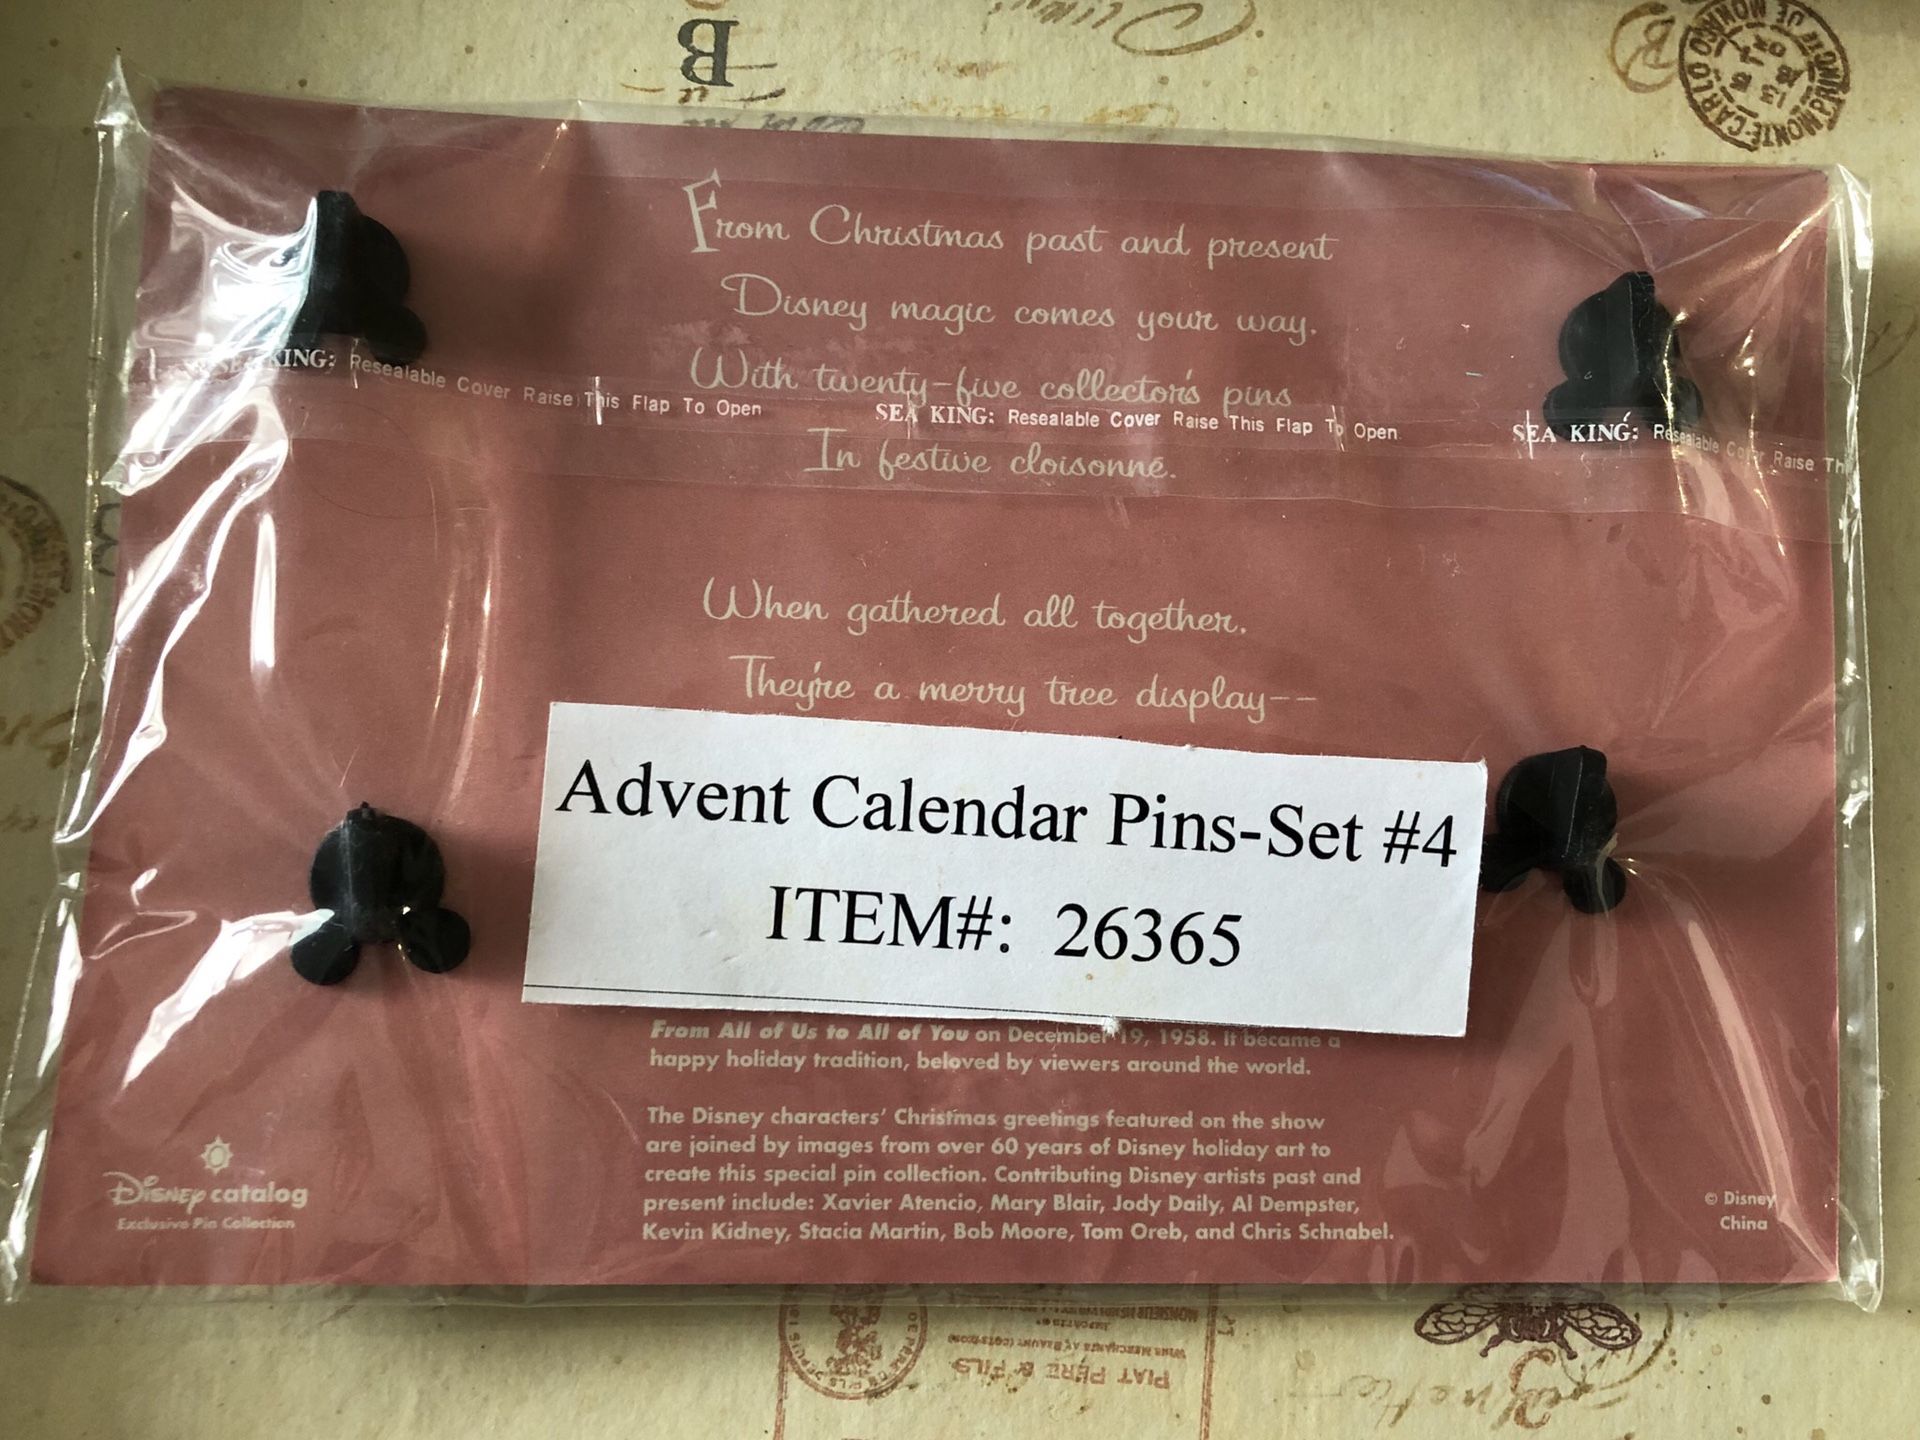 B
From Christmas past and present
Disney magic comes your way.
With twenty-five collector's pins
SEA KING: Resealable Cover Raise This Flap To Open SEA KING: Resealable Cover Raise This Flap To Open SEA KING: Resealable Cover Raise Th
In festive cloisonné.
When gathered all together,
They're a merry tree display--
Advent Calendar Pins-Set #4
ITEM#: 26365
From All of Us to All of You on December 19, 1958. It became a
happy holiday tradition, beloved by viewers around the world.
The Disney characters' Christmas greetings featured on the show
are joined by images from over 60 years of Disney holiday art to
create this special pin collection. Contributing Disney artists past and
present include: Xavier Atencio, Mary Blair, Jody Daily, Al Dempster,
Kevin Kidney, Stacia Martin, Bob Moore, Tom Oreb, and Chris Schnabel.
Disney catalog
Exclusive Pin Collection
© Disney
China
PIAT PÈRE & FILS